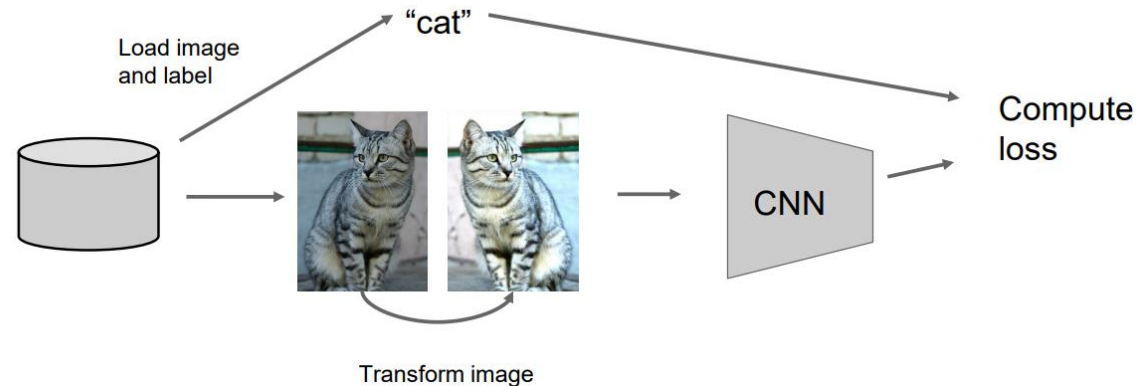 “cat”
Load image
and label
Compute
loss
CNN
Transform image